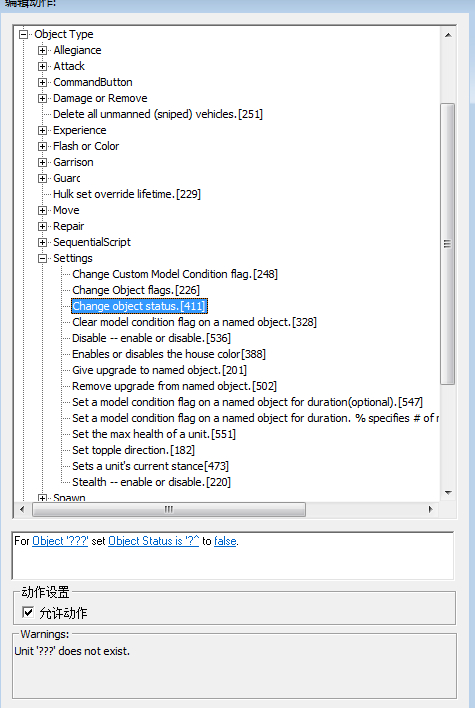 编辑动作:
Object Type
Allegiance
Attack
CommandButton
Damage or Remove
Delete all unmanned (sniped) vehicles.[251]
Experience
Flash or Color
Garrison
Guard
Hulk set override lifetime.[229]
Move
Repair
SequentialScript
Settings
Change Custom Model Condition flag.[248]
Change Object flags.[226]
Change object status.[411]
Clear model condition flag on a named object.[328]
Disable -- enable or disable.[536]
Enables or disables the house color[388]
Give upgrade to named object.[201]
Remove upgrade from named object.[502]
Set a model condition flag on a named object for duration(optional).[547]
Set a model condition flag on a named object for duration. % specifies # of
Set the max health of a unit.[551]
Set topple direction.[182]
Sets a unit's current stance[473]
Stealth -- enable or disable.[220]
Spawn
For Object '???' set Object Status is '?^ to false.
动作设置
允许动作
Warnings:
Unit '???' does not exist.